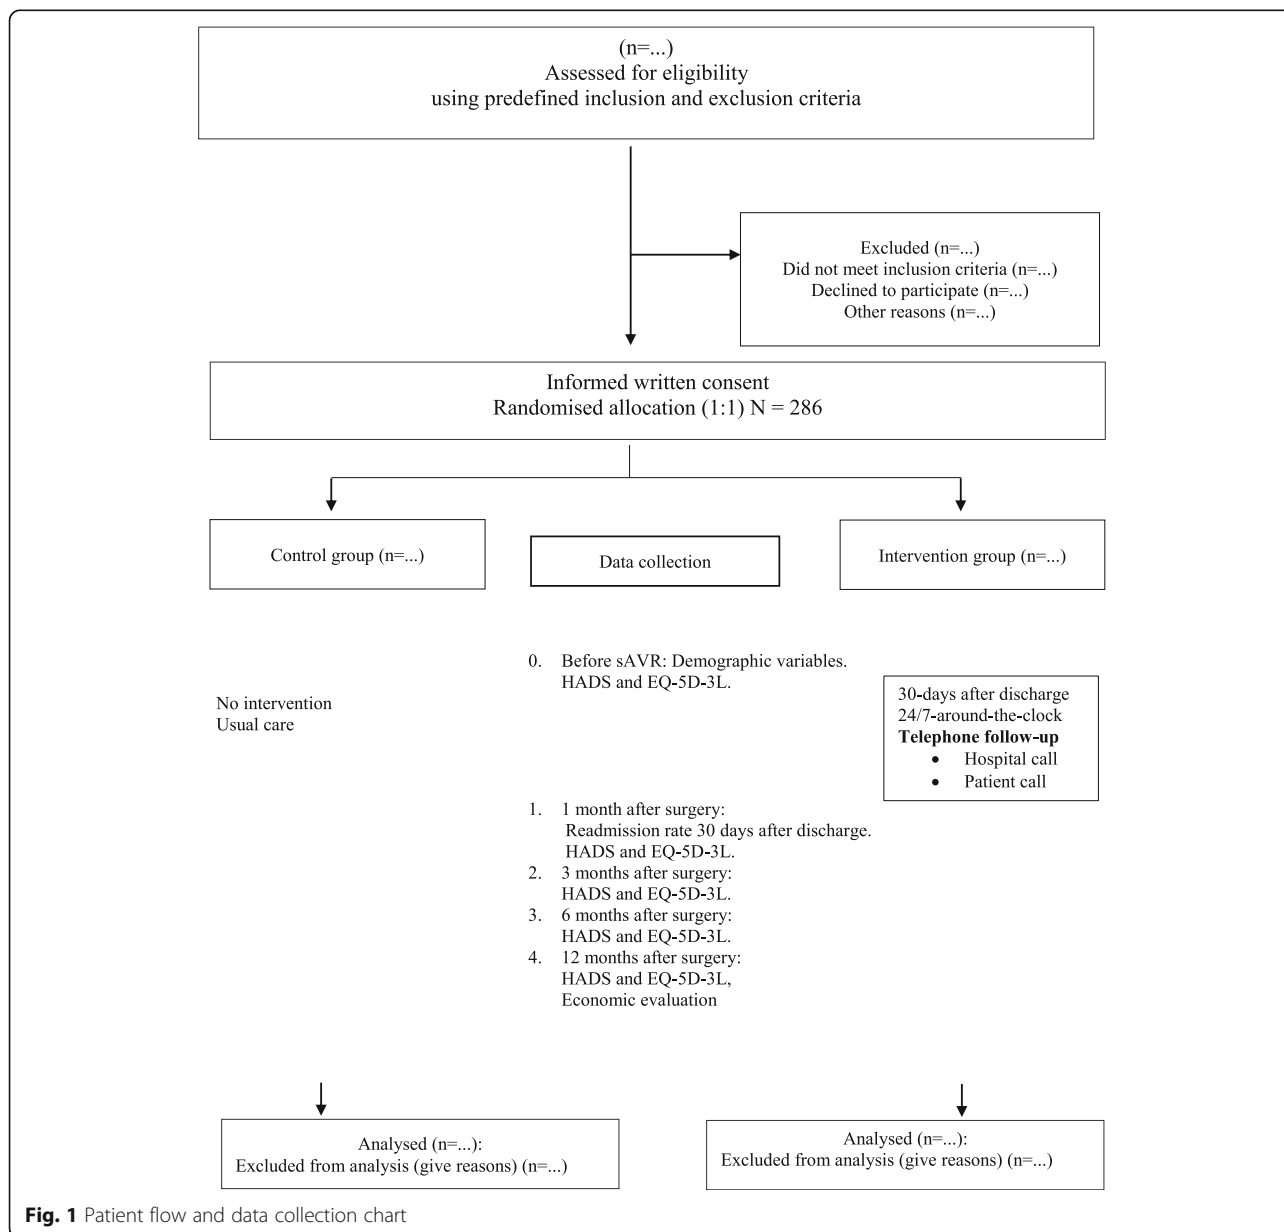 (n=...)
Assessed for eligibility
using predefined inclusion and exclusion criteria
Excluded (n=...)
Did not meet inclusion criteria (n=...)
Declined to participate (n=...)
Other reasons (n=...)
Informed written consent
Randomised allocation (1:1) N = 286
Control group (n=...)
Data collection
Intervention group (n=...)
No intervention
Usual care
0. Before sAVR: Demographic variables.
HADS and EQ-5D-3L.
1. 1 month after surgery:
Readmission rate 30 days after discharge.
HADS and EQ-5D-3L.
2. 3 months after surgery:
HADS and EQ-5D-3L.
3. 6 months after surgery:
HADS and EQ-5D-3L.
4. 12 months after surgery:
HADS and EQ-5D-3L,
Economic evaluation
30-days after discharge
24/7-around-the-clock
Telephone follow-up
• Hospital call
• Patient call
Analysed (n=...):
Excluded from analysis (give reasons) (n=...)
Analysed (n=...):
Excluded from analysis (give reasons) (n=...)
Fig. 1 Patient flow and data collection chart